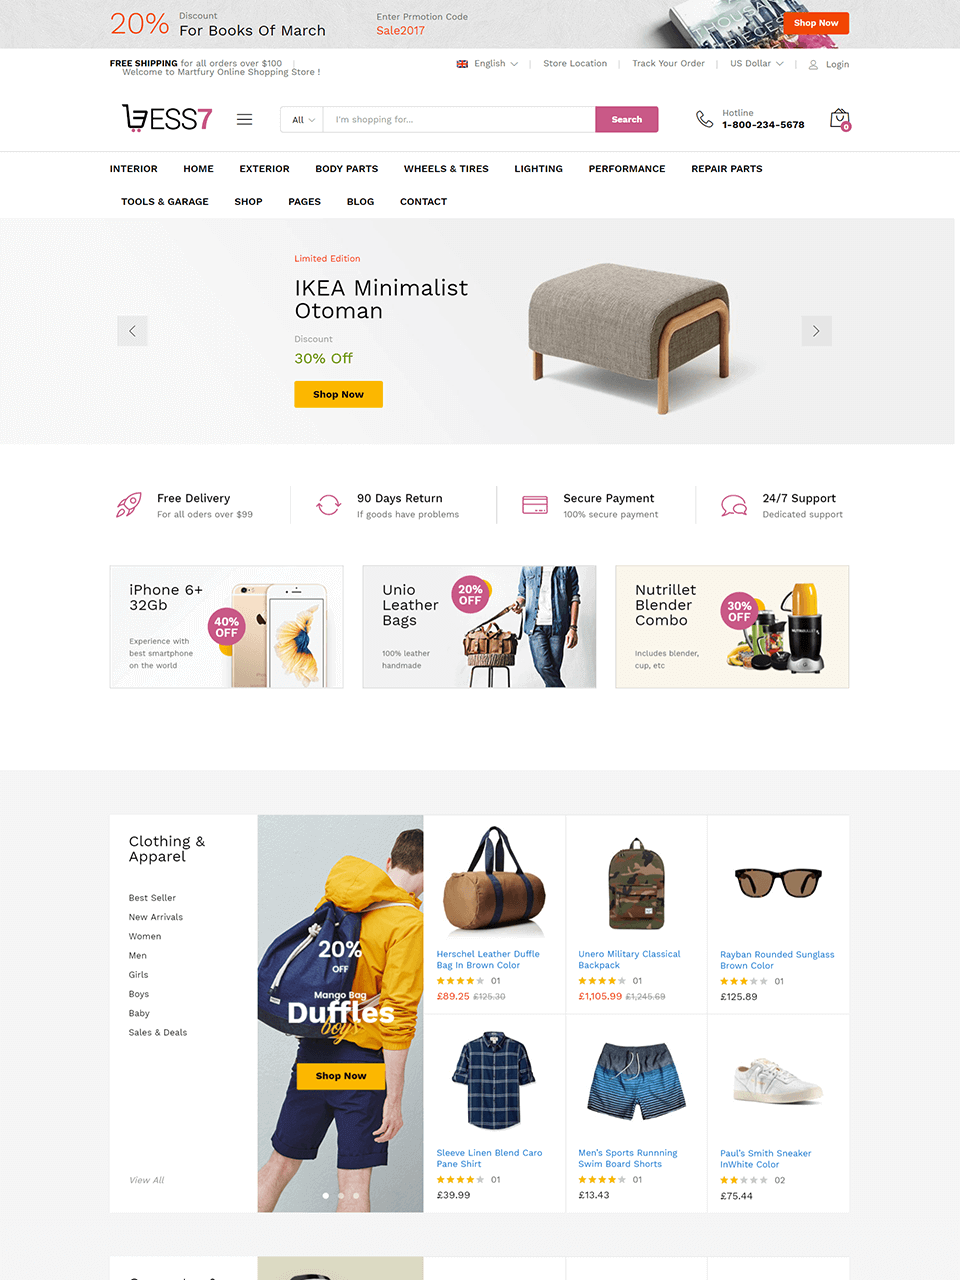 20%
Discount
For Books Of March
Enter Prmotion Code
Sale2017
THOUSAND
PIECES
Shop Now
FREE SHIPPING for all orders over $100
Welcome to Martfury Online Shopping Store !
English
Store Location
Track Your Order
US Dollar
Login
ESS7
All
I'm shopping for...
Search
Hotline
1-800-234-5678
0
INTERIOR HOME EXTERIOR BODY PARTS WHEELS & TIRES LIGHTING PERFORMANCE REPAIR PARTS
TOOLS & GARAGE SHOP PAGES BLOG CONTACT
Limited Edition
IKEA Minimalist
Otoman
Discount
30% Off
Shop Now
Free Delivery
For all oders over $99
90 Days Return
If goods have problems
Secure Payment
100% secure payment
24/7 Support
Dedicated support
iPhone 6+
32Gb
40%
OFF
Experience with
best smartphone
on the world
Unio
Leather
Bags
20%
OFF
100% leather
handmade
Nutrillet
Blender
Combo
30%
OFF
Includes blender,
cup, etc
Clothing &
Apparel
Best Seller
New Arrivals
Women
Men
Girls
Boys
Baby
Sales & Deals
View All
20%
OFF
Mango Bag
Duffles
boys
Shop Now
Herschel Leather Duffle
Bag In Brown Color
01
£89.25 £125.30
Unero Military Classical
Backpack
01
£1,105.99 £1,245.69
Rayban Rounded Sunglass
Brown Color
01
£125.89
Sleeve Linen Blend Caro
Pane Shirt
01
£39.99
Men's Sports Runnning
Swim Board Shorts
01
£13.43
Paul's Smith Sneaker
InWhite Color
02
£75.44